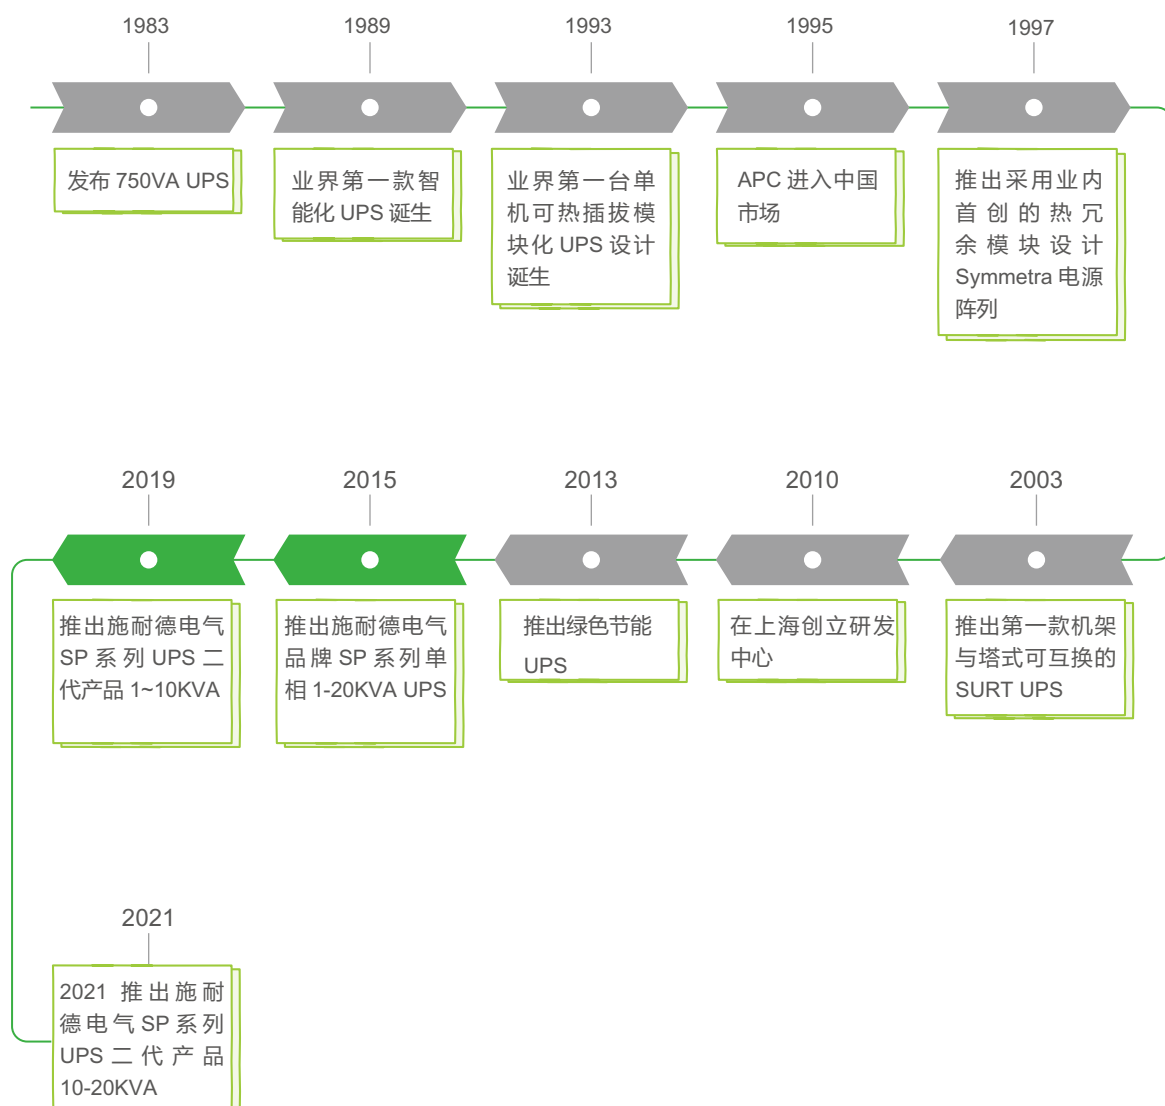 1983
发布 750VA UPS
1989
业界第一款智
能化 UPS 诞生
1993
业界第一台单
机可热插拔模
块化 UPS 设计
诞生
1995
APC 进入中国
市场
1997
推出采用业内
首创的热冗
余模块设计
Symmetra 电源
阵列
2003
推出第一款机架
与塔式可互换的
SURT UPS
2010
在上海创立研发
中心
2013
推出绿色节能
UPS
2015
推出施耐德电气
品牌 SP 系列单
相 1-20KVA UPS
2019
推出施耐德电气
SP 系列 UPS 二
代产品 1~10KVA
2021
2021 推出施耐
德电气 SP 系列
UPS 二代产品
10-20KVA